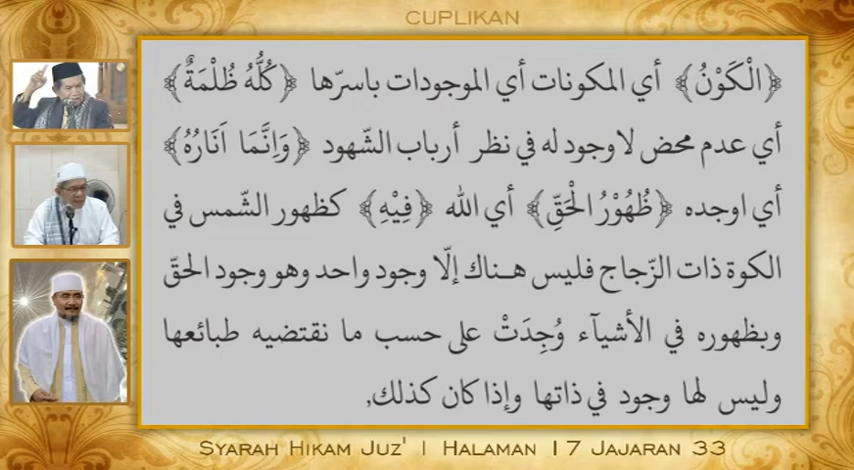 CUPLIKAN
﴿الْكَوْنُ﴾ أي المكونات أي الموجودات باسرّها ﴿كُلُّهُ ظُلْمَةٌ﴾
أي عدم محض لاوجود له في نظر أرباب الشّهود ﴿وَاِنَّمَا اَنَارُهُ﴾
أي اوجده ﴿ظُهُوْرُ الْحَقِّ﴾ أي الله ﴿فِيْهِ﴾ كظهور الشّمس في
الكوة ذات الزّجاج فليس هـناك إلّا وجود واحد وهو وجود الحقّ
وبظهوره في الأشيآء وُجِدَتْ على حسب ما نقتضيه طبائعها
وليس لها وجود في ذاتها وإذا كان كذلك,
Syarah Hikam Juz' | Halaman 17 Jajaran 33